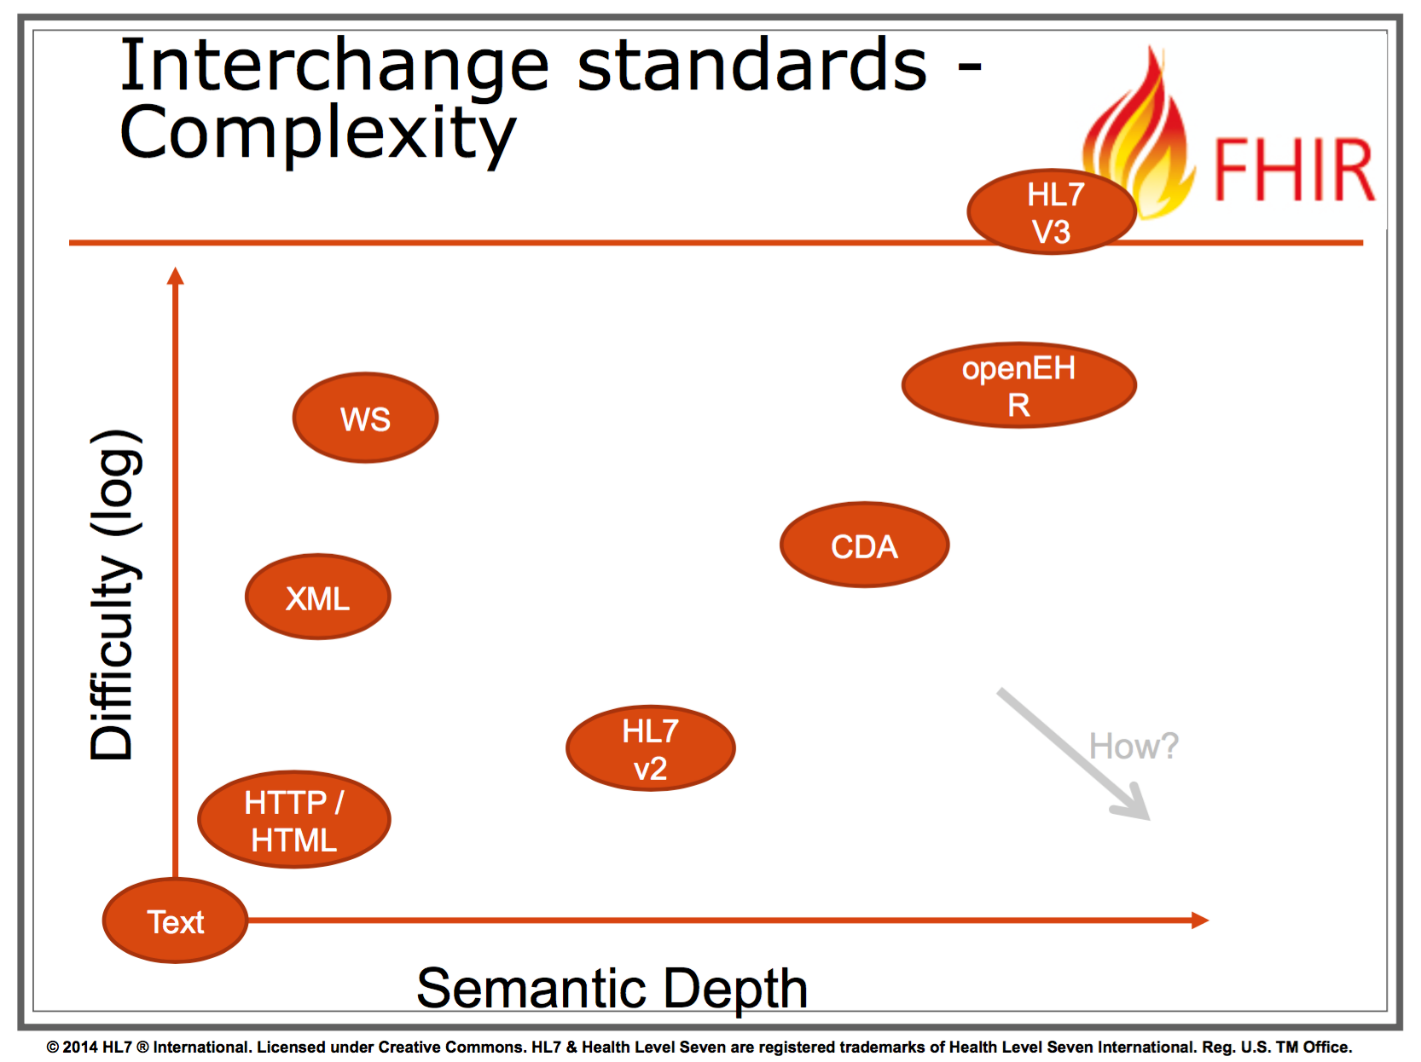 Interchange standards -
Complexity
FHIR
HL7
V3
openEH
R
WS
CDA
XML
HL7
v2
How?
HTTP /
HTML
Text
Difficulty (log)
Semantic Depth
© 2014 HL7 ® International. Licensed under Creative Commons. HL7 & Health Level Seven are registered trademarks of Health Level Seven International. Reg. U.S. TM Office.